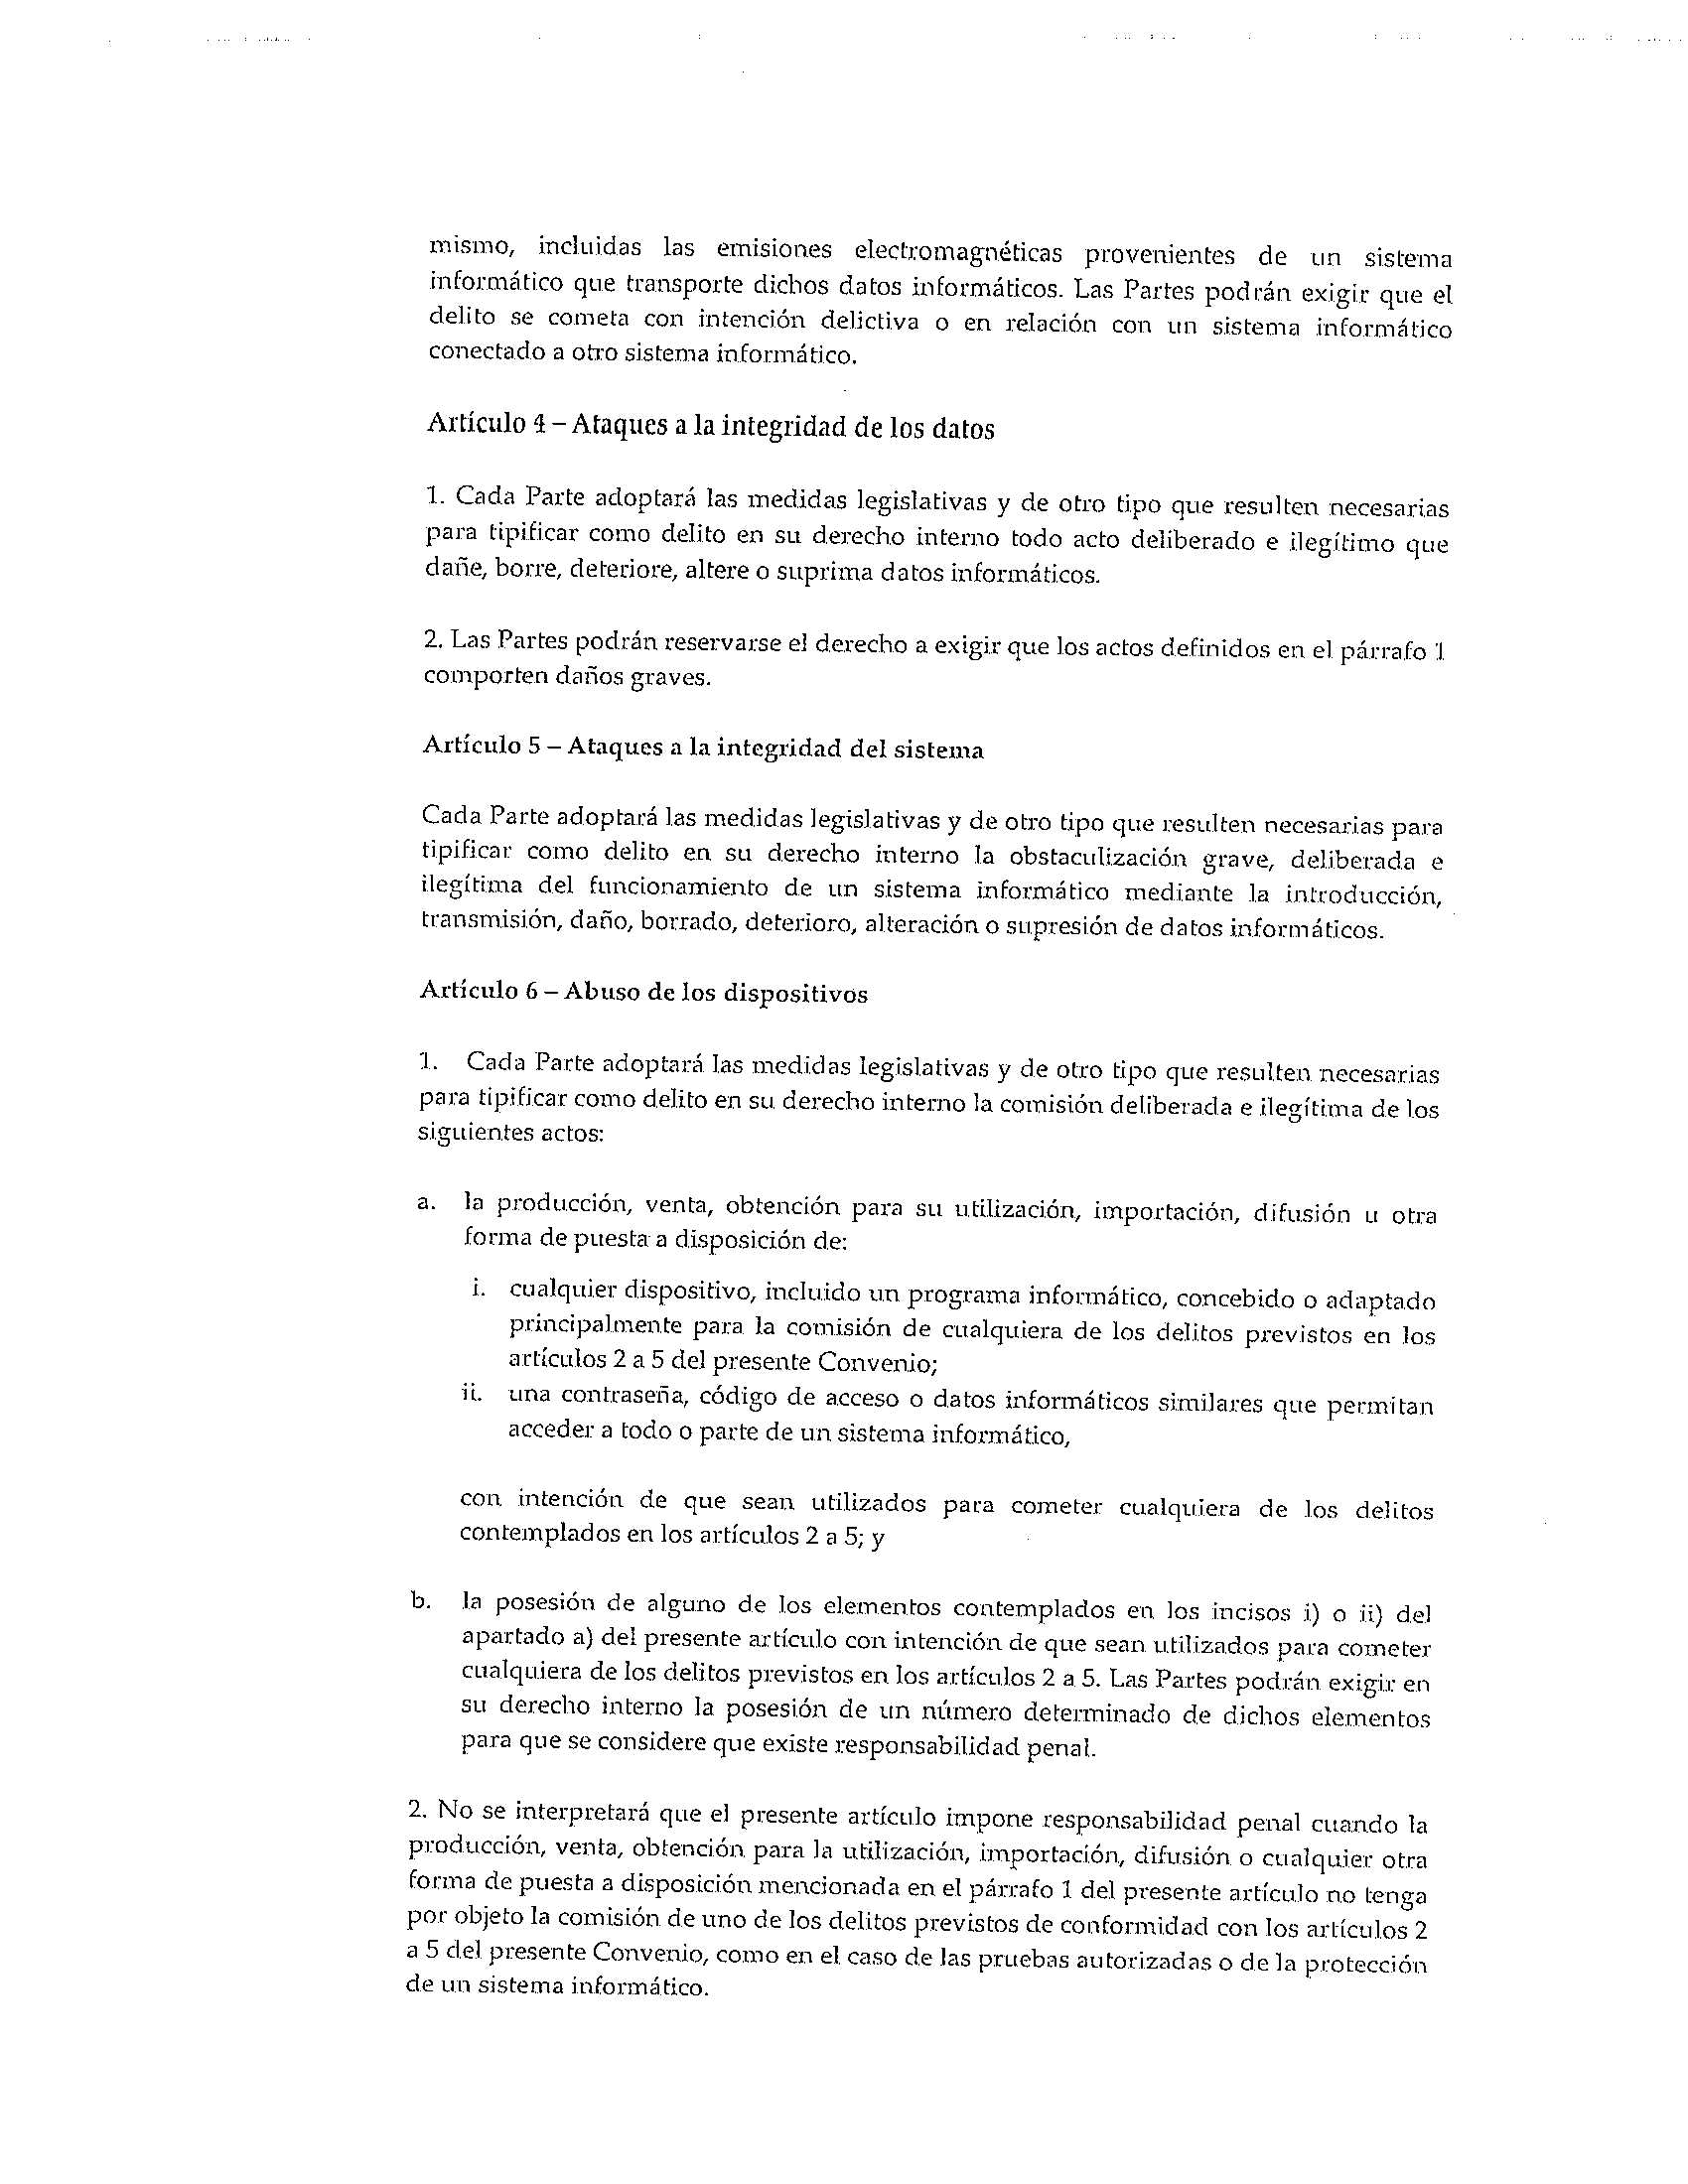 mismo, incluidas las emisiones electromagnéticas provenientes de un sistema
informático que transporte dichos datos informáticos. Las Partes podrán exigir que el
delito se cometa con intención delictiva o en relación con un sistema informático
conectado a otro sistema informático.
Artículo 4 – Ataques a la integridad de los datos
1. Cada Parte adoptará las medidas legislativas y de otro tipo que resulten necesarias
para tipificar como delito en su derecho interno todo acto deliberado e ilegítimo que
dañe, borre, deteriore, altere o suprima datos informáticos.
2. Las Partes podrán reservarse el derecho a exigir que los actos definidos en el párrafo 1
comporten daños graves.
Artículo 5 – Ataques a la integridad del sistema
Cada Parte adoptará las medidas legislativas y de otro tipo que resulten necesarias para
tipificar como delito en su derecho interno la obstaculización grave, deliberada e
ilegítima del funcionamiento de un sistema informático mediante la introducción,
transmisión, daño, borrado, deterioro, alteración o supresión de datos informáticos.
Artículo 6 – Abuso de los dispositivos
1. Cada Parte adoptará las medidas legislativas y de otro tipo que resulten necesarias
para tipificar como delito en su derecho interno la comisión deliberada e ilegítima de los
siguientes actos:
a. la producción, venta, obtención para su utilización, importación, difusión u otra
forma de puesta a disposición de:
i. cualquier dispositivo, incluido un programa informático, concebido o adaptado
principalmente para la comisión de cualquiera de los delitos previstos en los
artículos 2 a 5 del presente Convenio;
ii. una contraseña, código de acceso o datos informáticos similares que permitan
acceder a todo o parte de un sistema informático,
con intención de que sean utilizados para cometer cualquiera de los delitos
contemplados en los artículos 2 a 5; y
b. la posesión de alguno de los elementos contemplados en los incisos i) o ii) del
apartado a) del presente artículo con intención de que sean utilizados para cometer
cualquiera de los delitos previstos en los artículos 2 a 5. Las Partes podrán exigir en
su derecho interno la posesión de un número determinado de dichos elementos
para que se considere que existe responsabilidad penal.
2. No se interpretará que el presente artículo impone responsabilidad penal cuando la
producción, venta, obtención para la utilización, importación, difusión o cualquier otra
forma de puesta a disposición mencionada en el párrafo 1 del presente artículo no tenga
por objeto la comisión de uno de los delitos previstos de conformidad con los artículos 2
a 5 del presente Convenio, como en el caso de las pruebas autorizadas o de la protección
de un sistema informático.